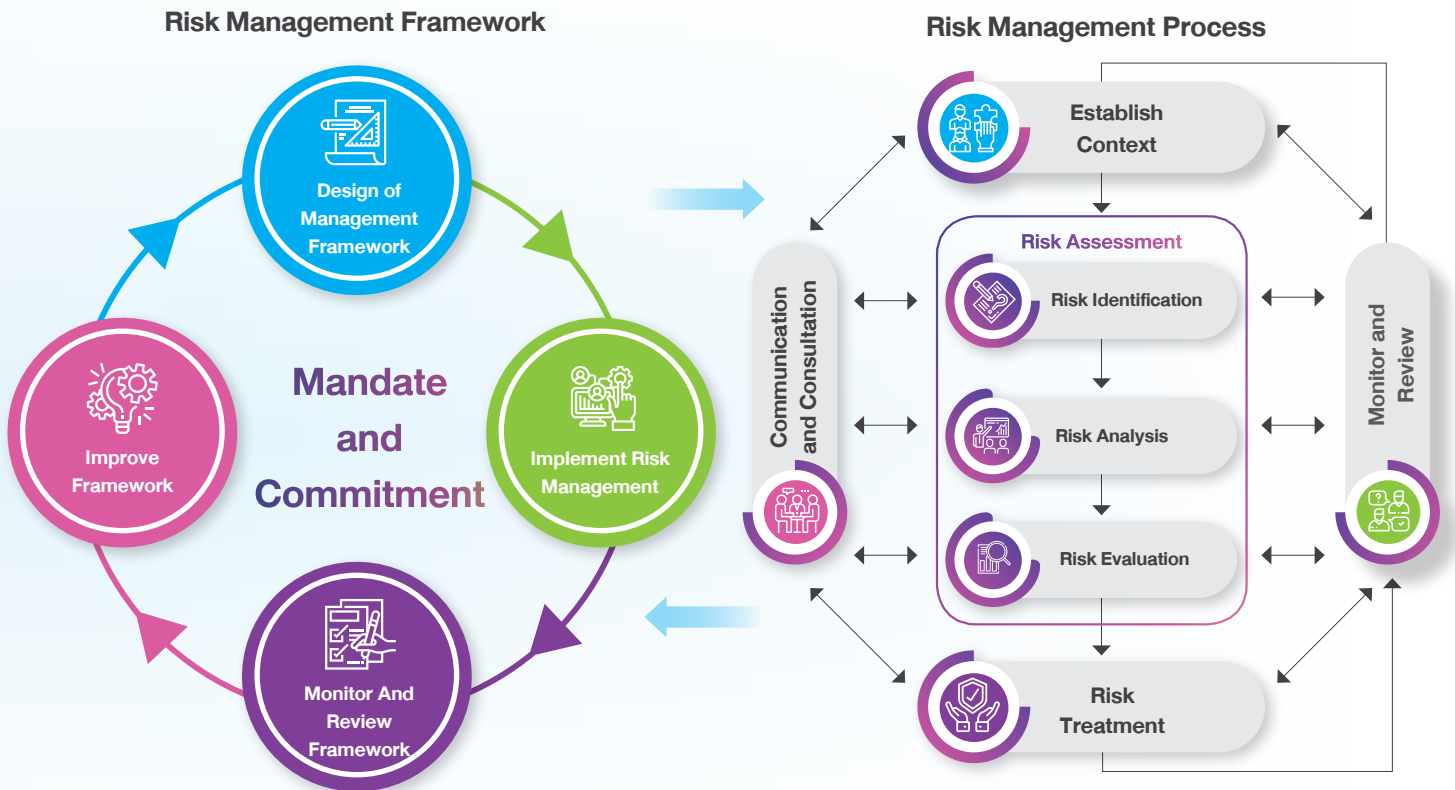 Risk Management Framework
Design of
Management
Framework
Implement Risk
Management
Monitor And
Review
Framework
Improve
Framework
Mandate
and
Commitment
Risk Management Process
Establish
Context
Risk Assessment
Risk Identification
Risk Analysis
Risk Evaluation
Risk
Treatment
Communication
and Consultation
Monitor and
Review